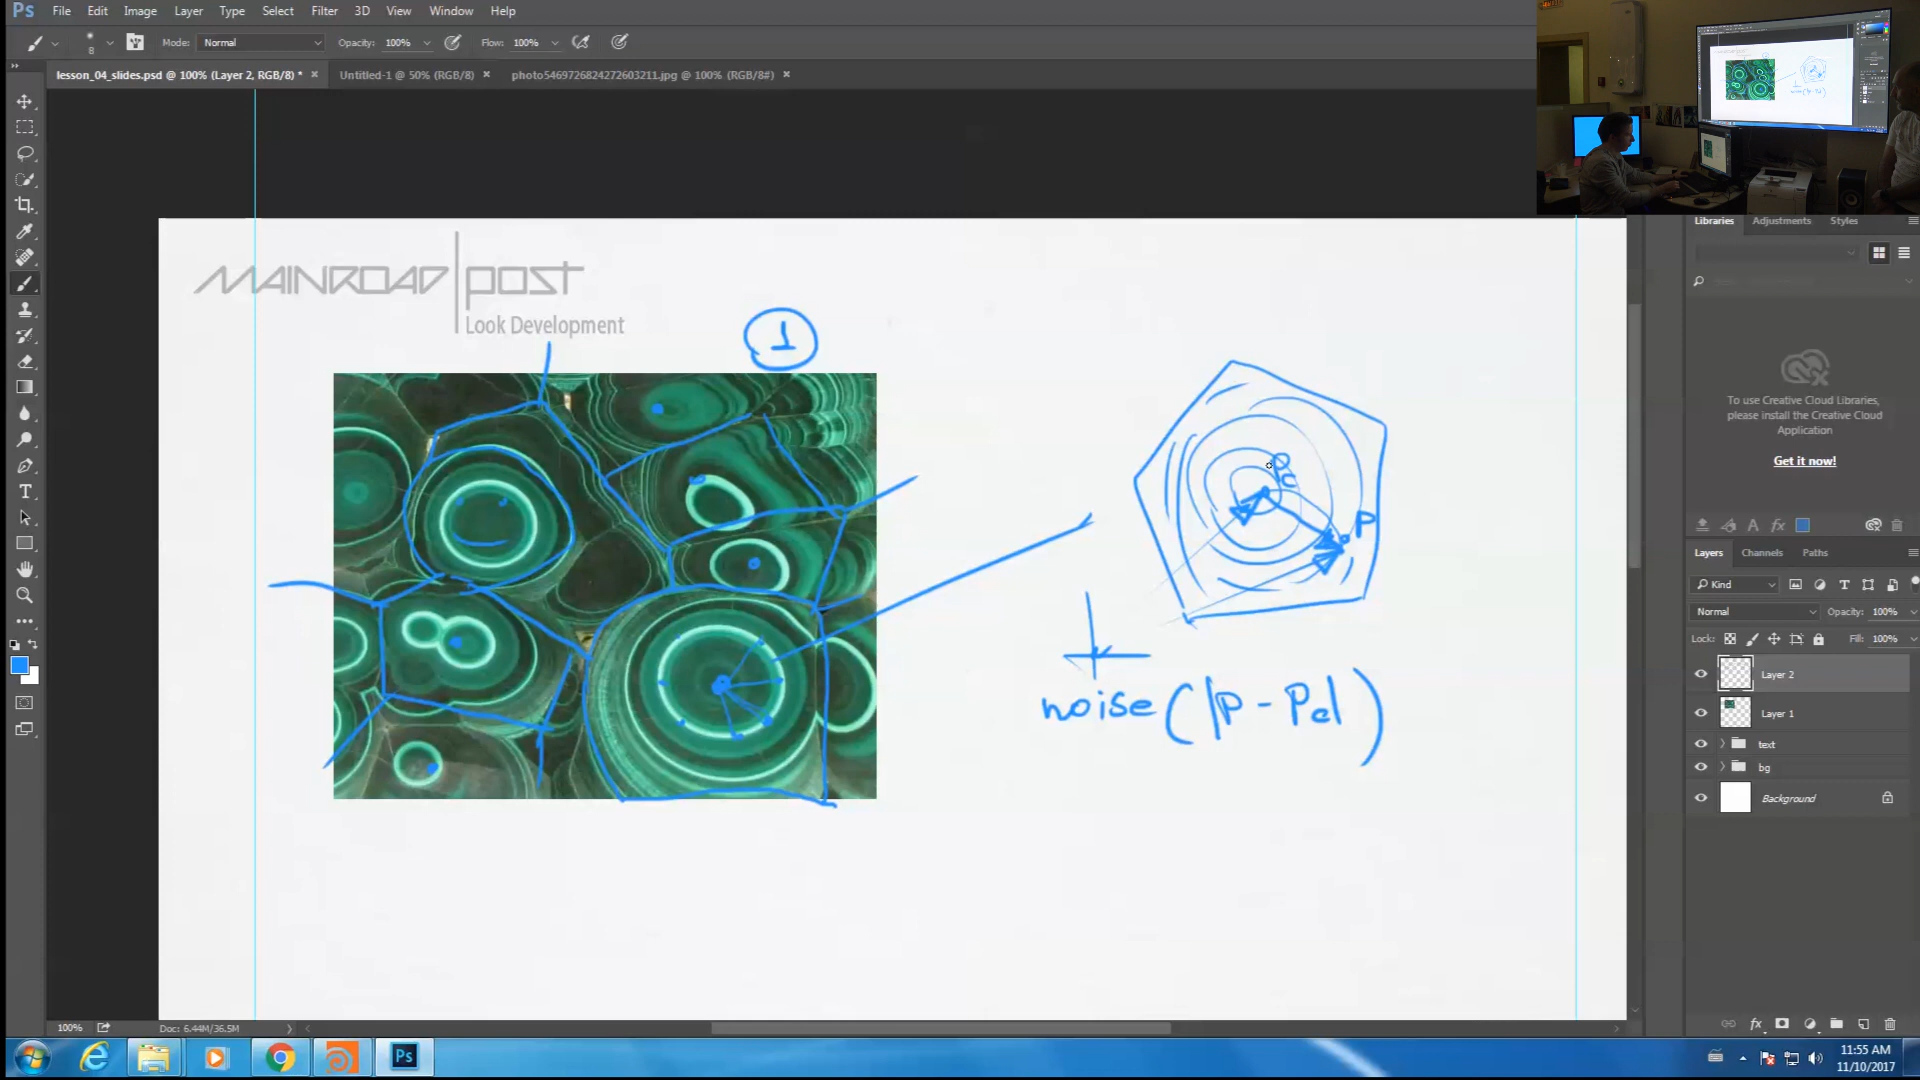 Ps File Edit Image Layer Type Select Filter 3D View Window Help
8 Mode: Normal Opacity: 100% Flow: 100%
lesson_04_slides.psd @ 100% (Layer 2, RGB/8) * Untitled-1 @ 50% (RGB/8) photo5469726824272603211.jpg @ 100% (RGB/8#)
MAINROAD post
Look Development
1
Pc
P
noise(|P-Pc|)
Libraries Adjustments Styles
To use Creative Cloud Libraries,
please install the Creative Cloud
Application
Get it now!
Layers Channels Paths
Kind
Normal Opacity: 100%
Lock: Fill: 100%
Layer 2
Layer 1
text
bg
Background
100% Doc: 6.44M/36.5M
Ps
11:55 AM
11/10/2017